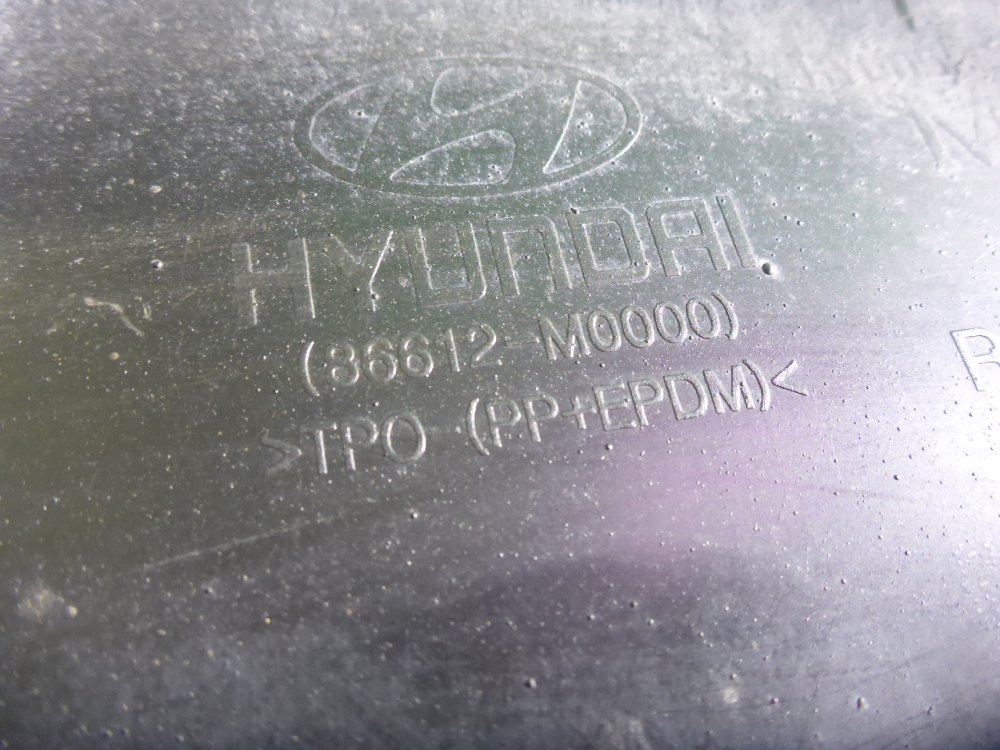 HYUNDAI
(86612-M0000)
>TPO (PP+EPDM)<